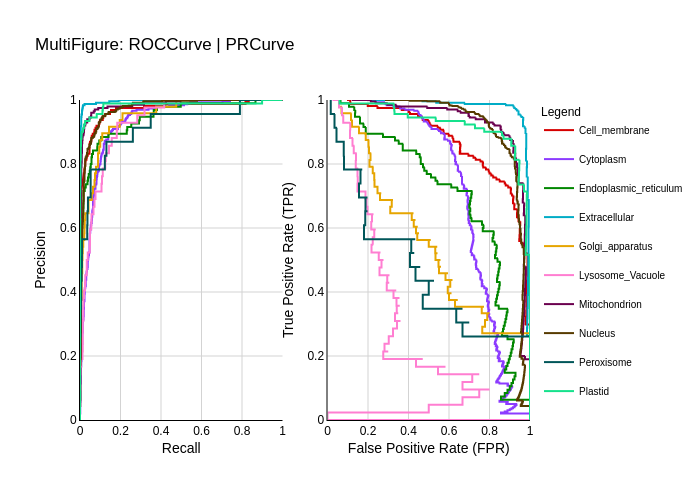 MultiFigure: ROCCurve | PRCurve
Precision
1
0.8
0.6
0.4
0.2
0
0 0.2 0.4 0.6 0.8 1
Recall
True Positive Rate (TPR)
1
0.8
0.6
0.4
0.2
0
0 0.2 0.4 0.6 0.8 1
False Positive Rate (FPR)
Legend
Cell_membrane
Cytoplasm
Endoplasmic_reticulum
Extracellular
Golgi_apparatus
Lysosome_Vacuole
Mitochondrion
Nucleus
Peroxisome
Plastid